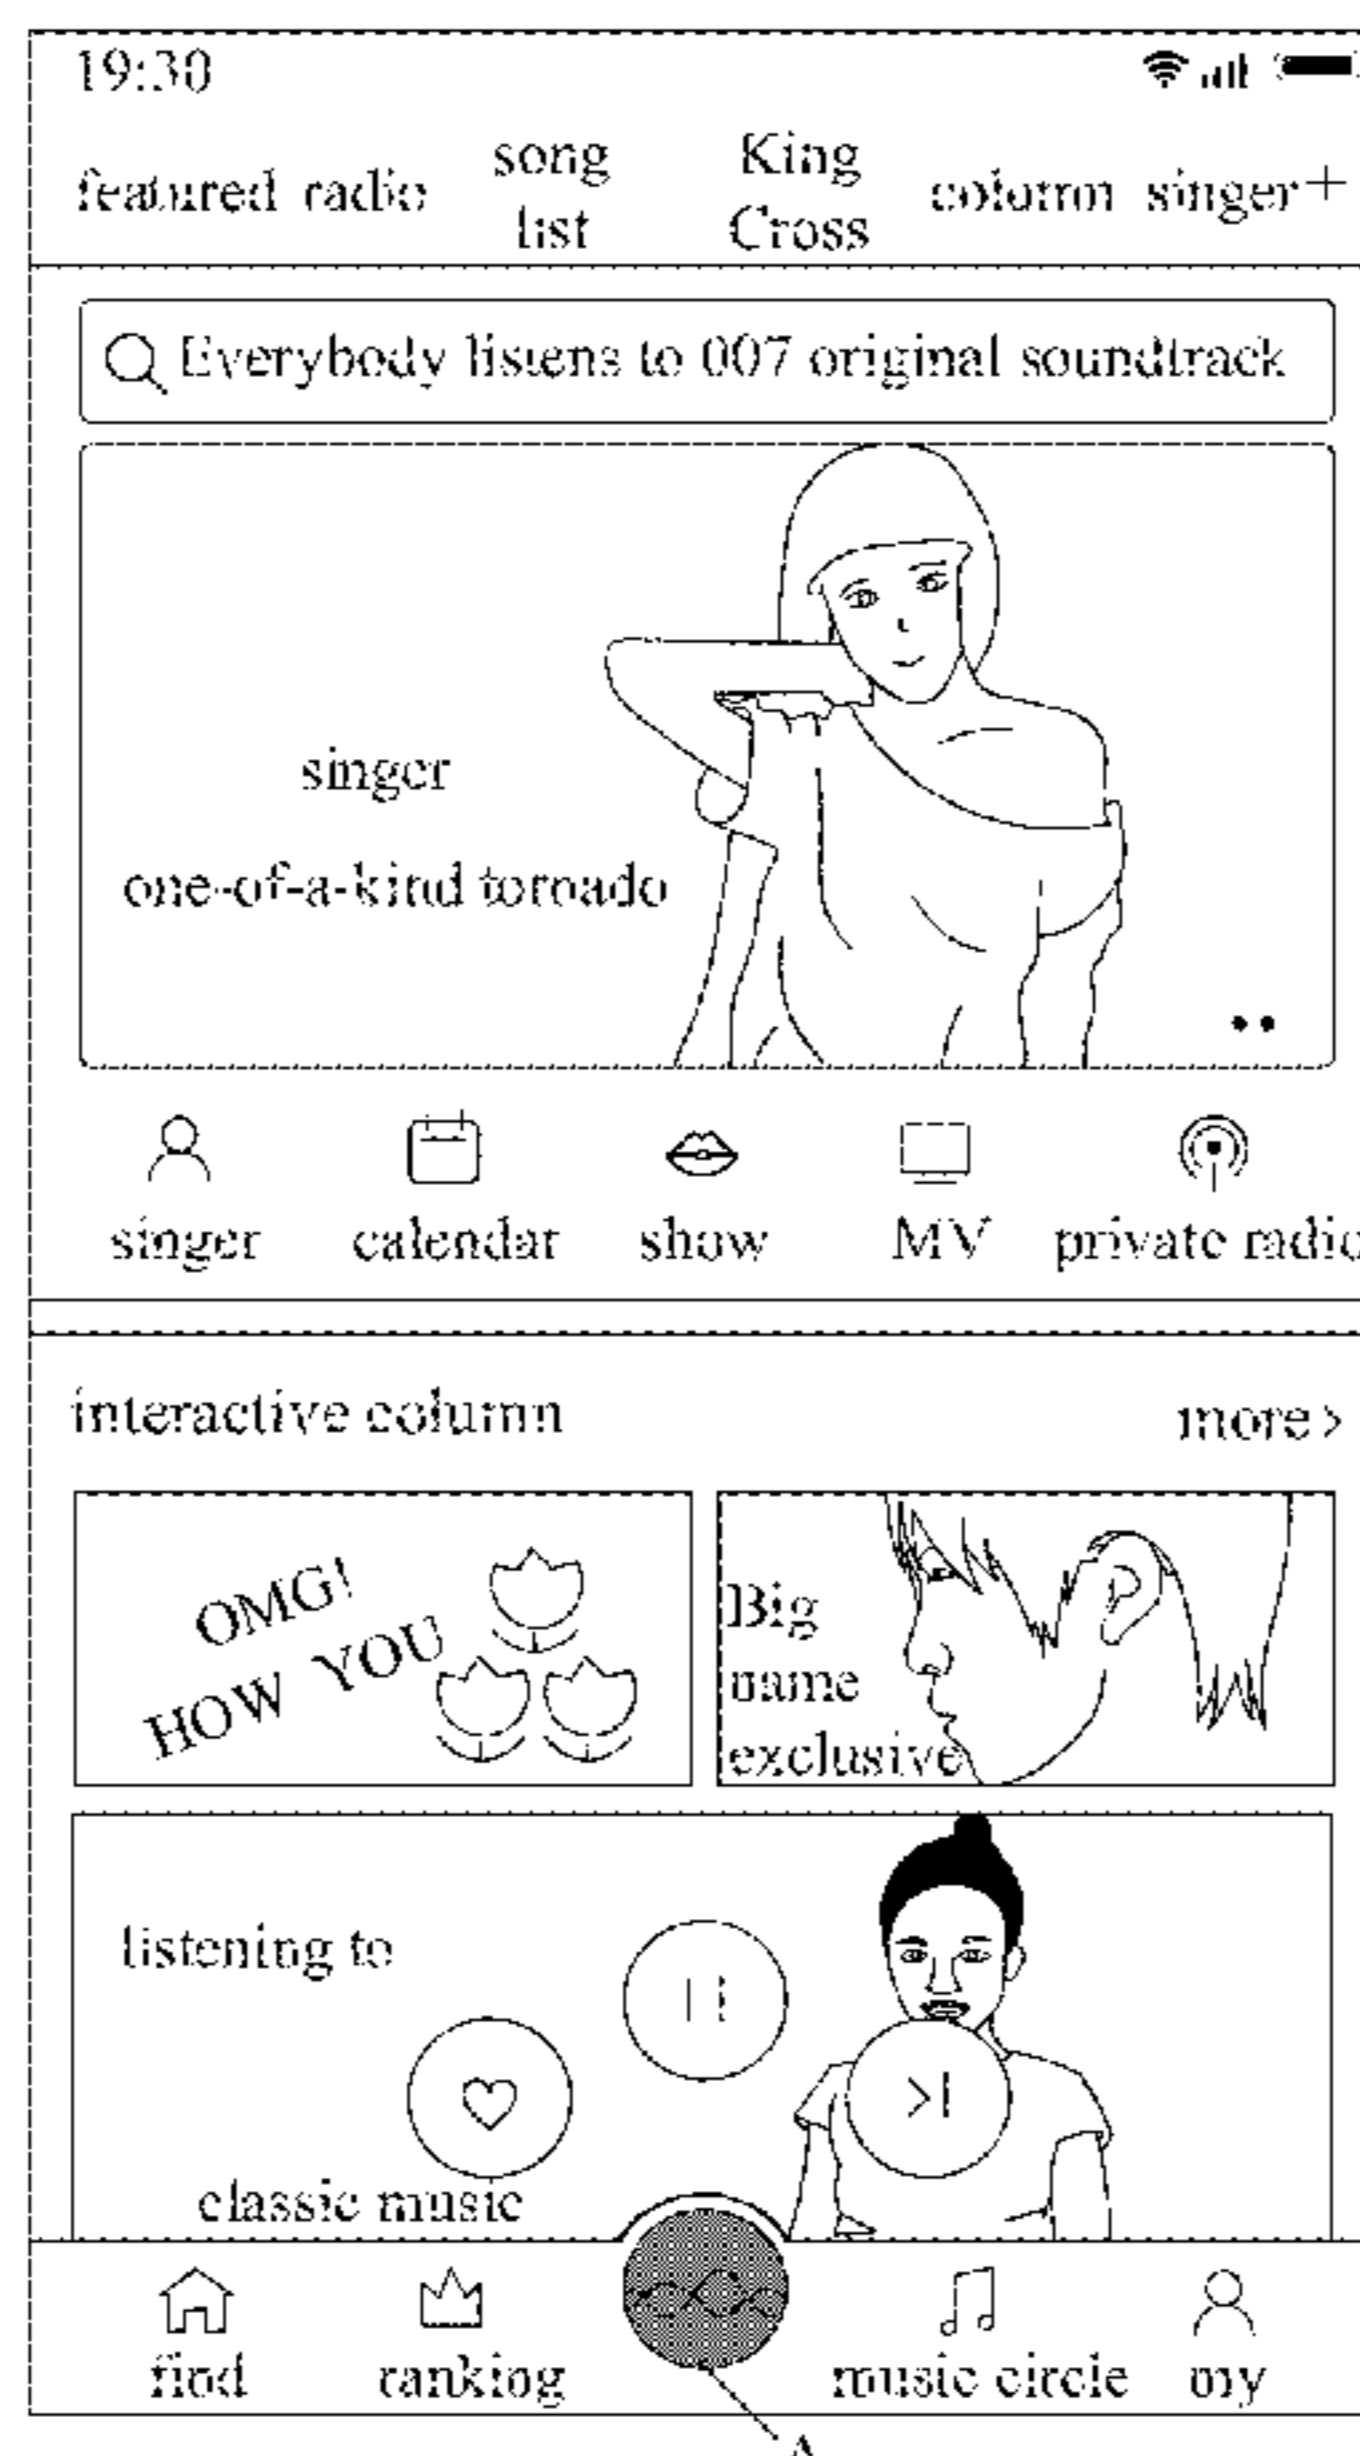 19:30
featured radio song list King Cross column singer+
Everybody listens to 007 original soundtrack
singer
one-of-a-kind tornado
singer calendar show MV private radio
interactive column more>
OMG!
HOW YOU
Big
name
exclusive
listening to
classic music
find ranking music circle my
A